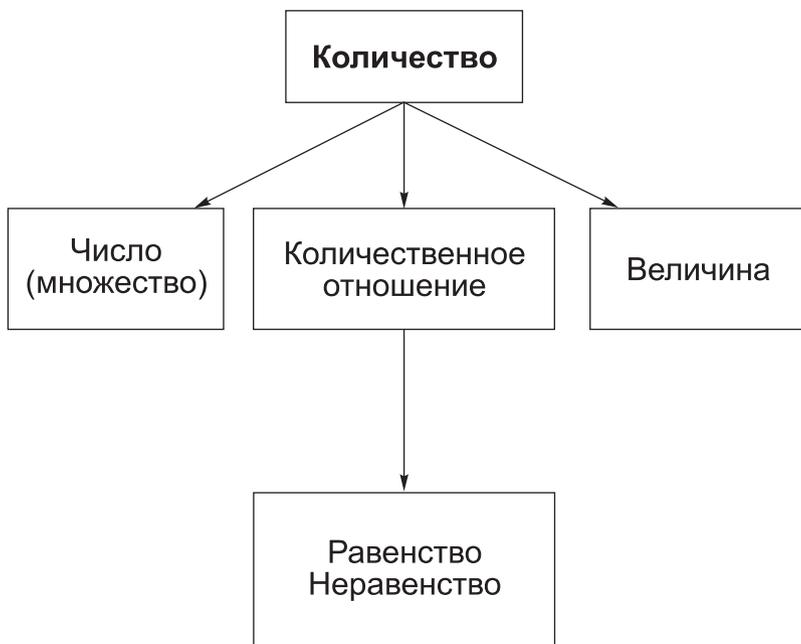 Количество
Число
(множество)
Количественное
отношение
Величина
Равенство
Неравенство